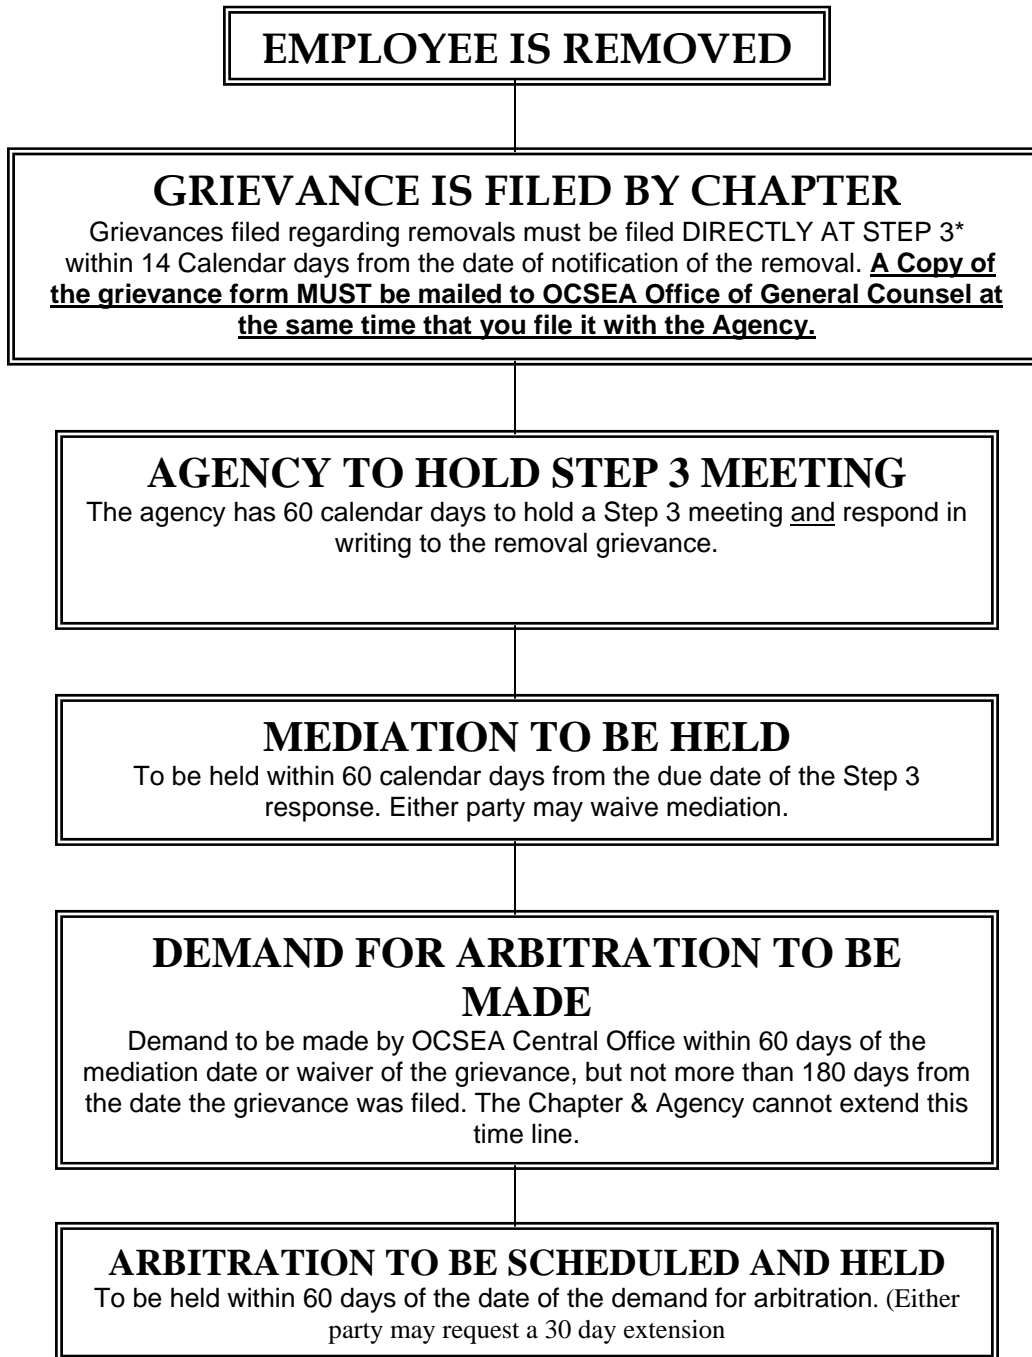 EMPLOYEE IS REMOVED
GRIEVANCE IS FILED BY CHAPTER
Grievances filed regarding removals must be filed DIRECTLY AT STEP 3*
within 14 Calendar days from the date of notification of the removal. A Copy of
the grievance form MUST be mailed to OCSEA Office of General Counsel at
the same time that you file it with the Agency.
AGENCY TO HOLD STEP 3 MEETING
The agency has 60 calendar days to hold a Step 3 meeting and respond in
writing to the removal grievance.
MEDIATION TO BE HELD
To be held within 60 calendar days from the due date of the Step 3
response. Either party may waive mediation.
DEMAND FOR ARBITRATION TO BE
MADE
Demand to be made by OCSEA Central Office within 60 days of the
mediation date or waiver of the grievance, but not more than 180 days from
the date the grievance was filed. The Chapter & Agency cannot extend this
time line.
ARBITRATION TO BE SCHEDULED AND HELD
To be held within 60 days of the date of the demand for arbitration. (Either
party may request a 30 day extension